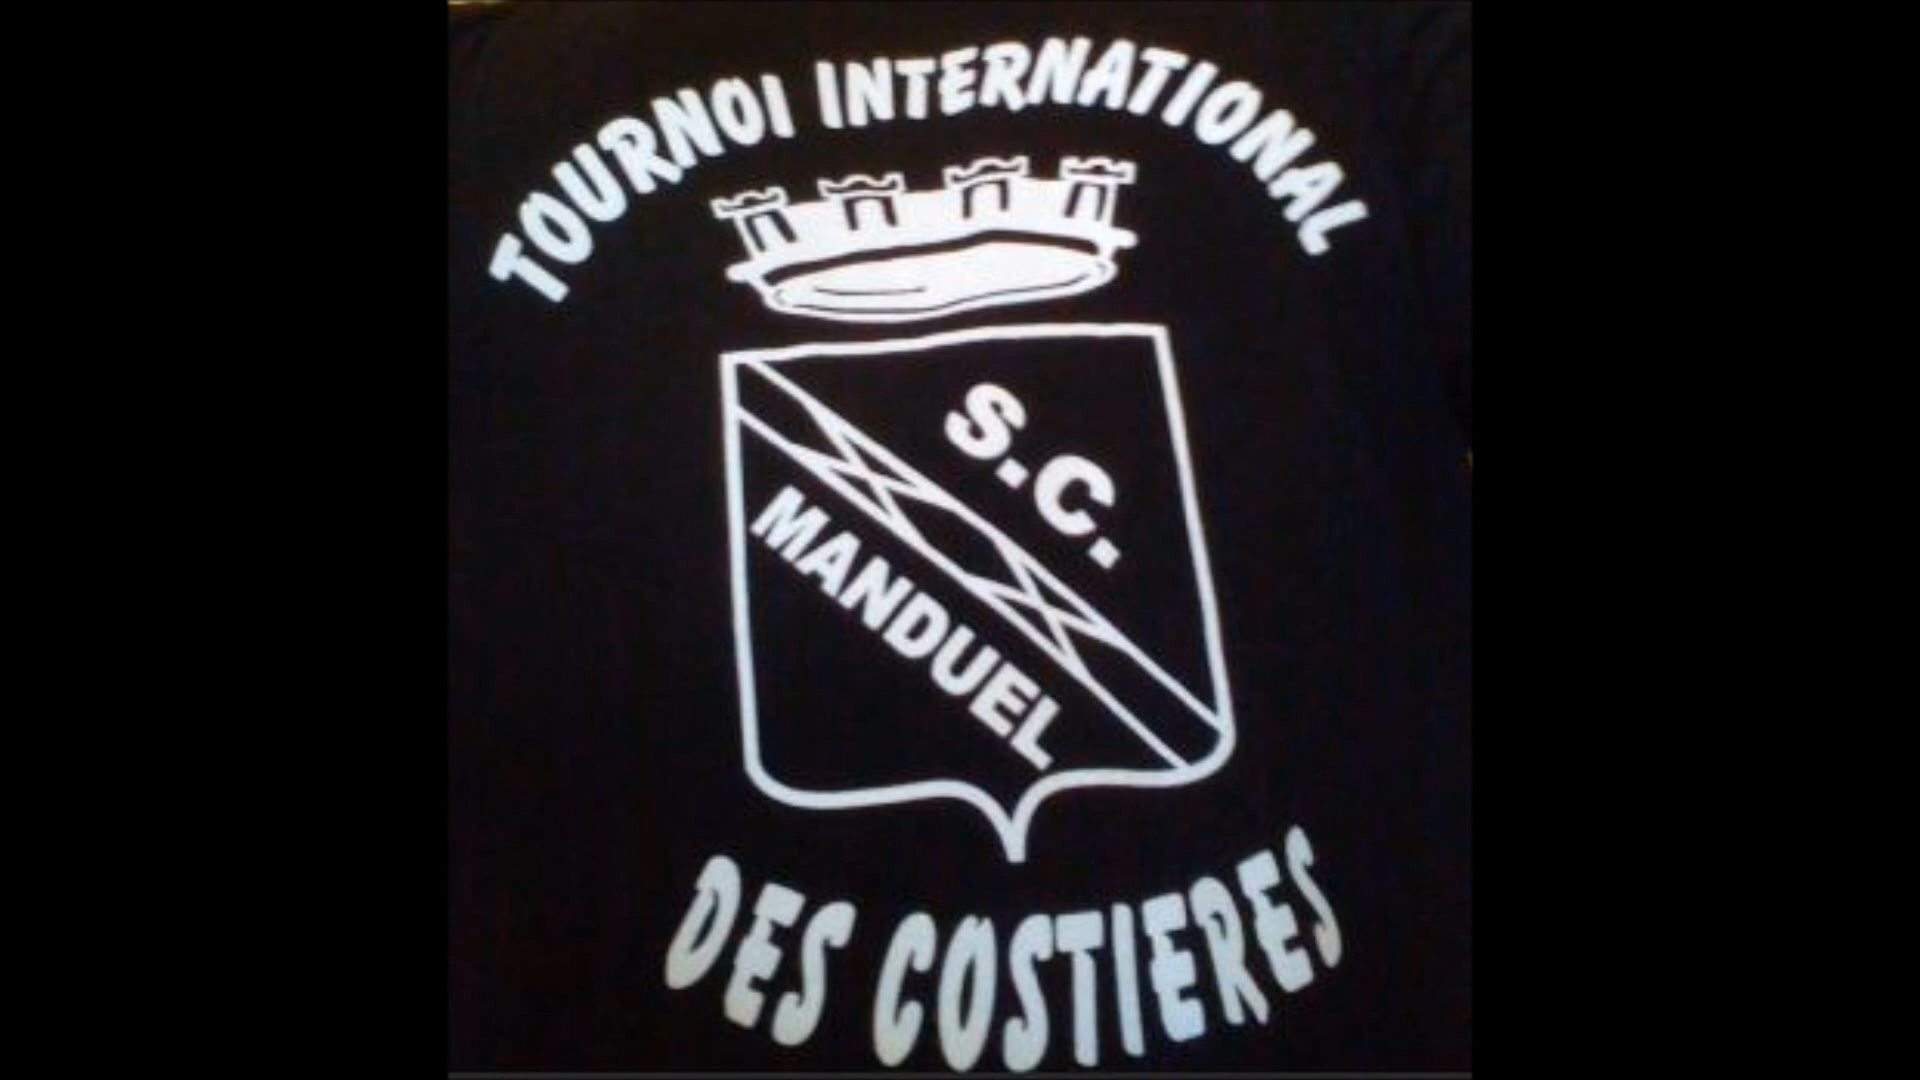 TOURNOI INTERNATIONAL
S.C.
MANDUEL
DES COSTIERES